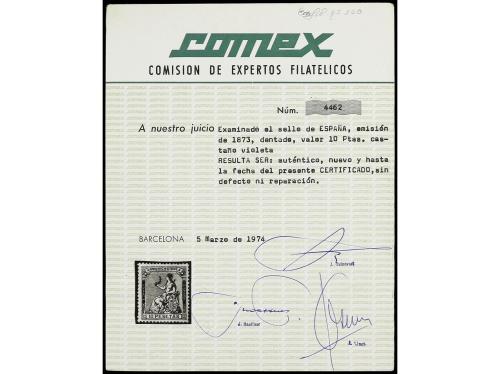 comex
COMISION DE EXPERTOS FILATELICOS
Núm. 4462
A nuestro juicio Examinado el sello de ESPAÑA, emisión
de 1873, dentado, valor 10 Ptas. cas-
taño violeta
RESULTA SER: auténtico, nuevo y hasta
la fecha del presente CERTIFICADO,sin
defecto ni reparación.
BARCELONA 5 Marzo de 1974
10 PESETAS